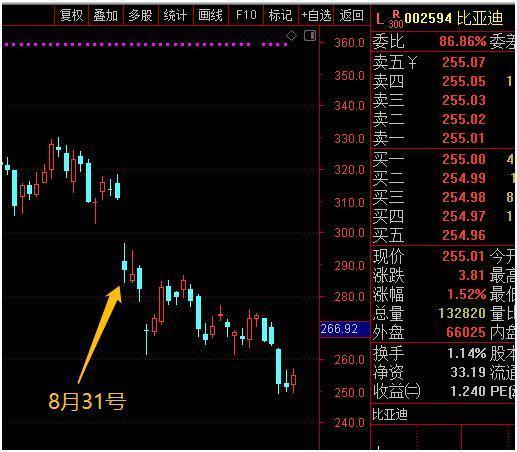 复权 叠加 多股 统计 画线 F10 标记 +自选 返回
L R 300 002594 比亚迪
委比 86.86% 委差
卖五 ¥ 255.07
卖四 255.05 1
卖三 255.03
卖二 255.02
卖一 255.01
买一 255.00 4
买二 254.99 1
买三 254.98 8
买四 254.97 1
买五 254.96
现价 255.01 今开
涨跌 3.81 最高
涨幅 1.52% 最低
总量 132820 量比
外盘 66025 内盘
换手 1.14% 股本
净资 33.19 流通
收益㈡ 1.240 PE(动
比亚迪
360.0
350.0
340.0
330.0
320.0
310.0
300.0
290.0
280.0
266.92
260.0
250.0
240.0
8月31号